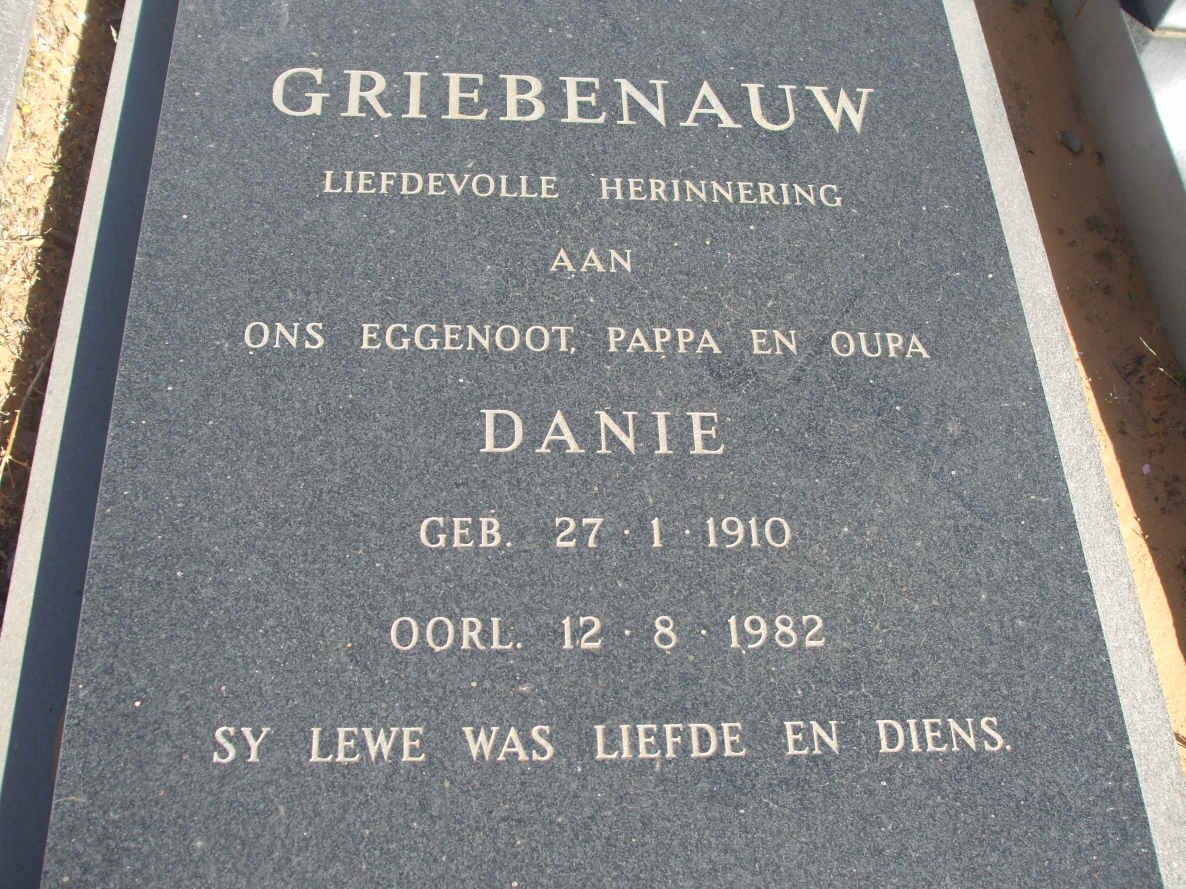 GRIEBENAUW
LIEFDEVOLLE HERINNERING
AAN
ONS EGGENOOT, PAPPA EN OUPA
DANIE
GEB. 27 · 1 · 1910
OORL. 12 · 8 · 1982
SY LEWE WAS LIEFDE EN DIENS.